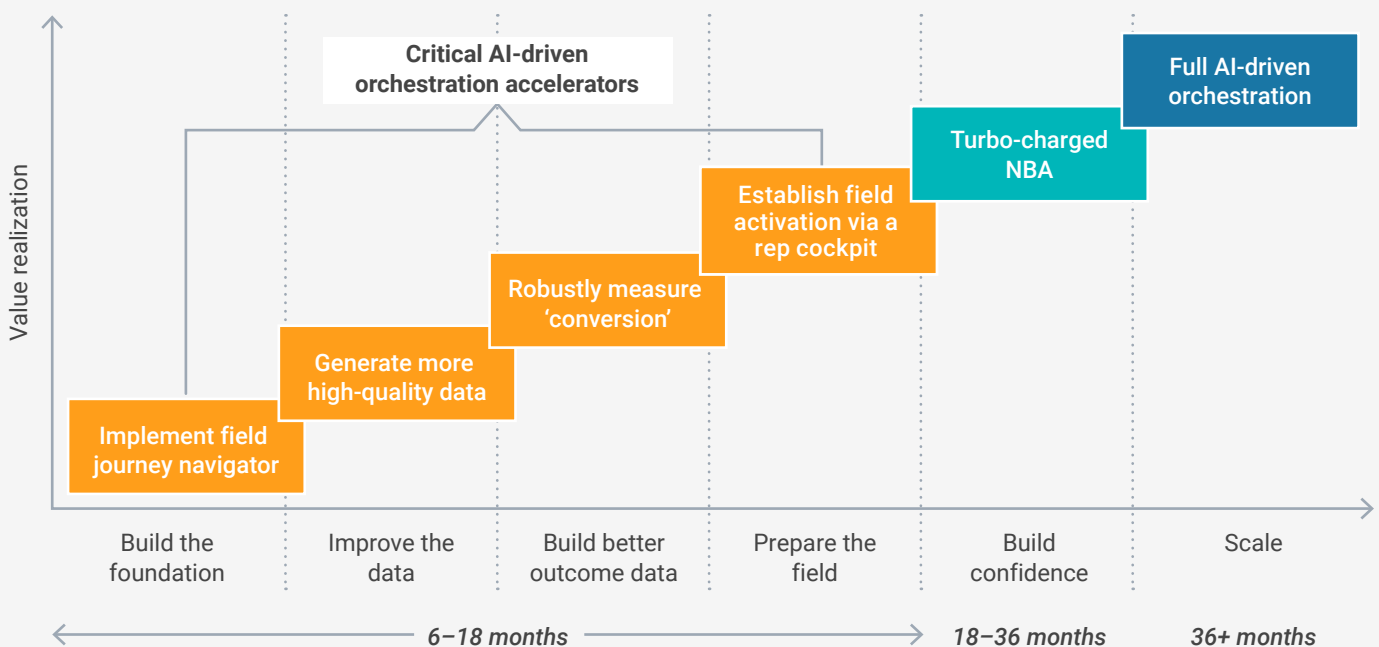 Critical AI-driven
orchestration accelerators
Full AI-driven
orchestration
Turbo-charged
NBA
Establish field
activation via a
rep cockpit
Robustly measure
‘conversion’
Generate more
high-quality data
Implement field
journey navigator
Value realization
Build the
foundation
Improve the
data
Build better
outcome data
Prepare the
field
Build
confidence
Scale
6–18 months
18–36 months
36+ months